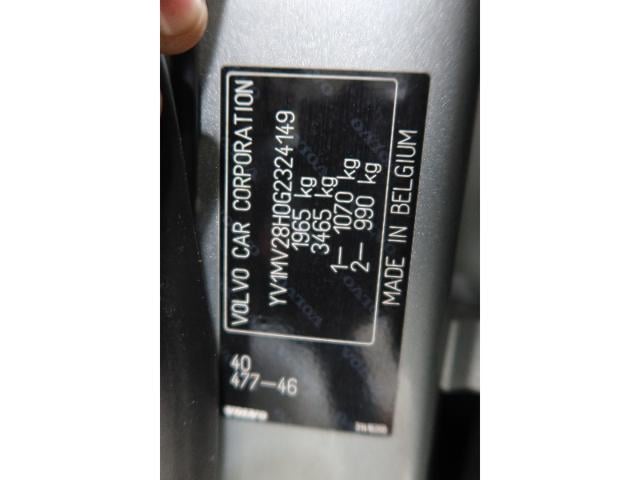 VOLVO CAR CORPORATION
YV1MV28H0G2324149
1965 kg
3465 kg
1— 1070 kg
2— 990 kg
MADE IN BELGIUM
40
477—46
VOLVO